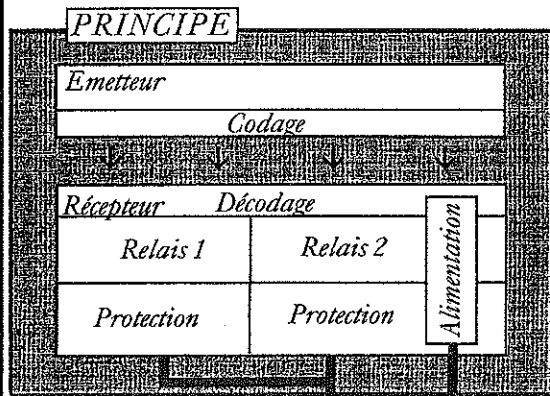 PRINCIPE
Emetteur
Codage
Récepteur Décodage
Relais 1 Relais 2
Protection Protection
Alimentation